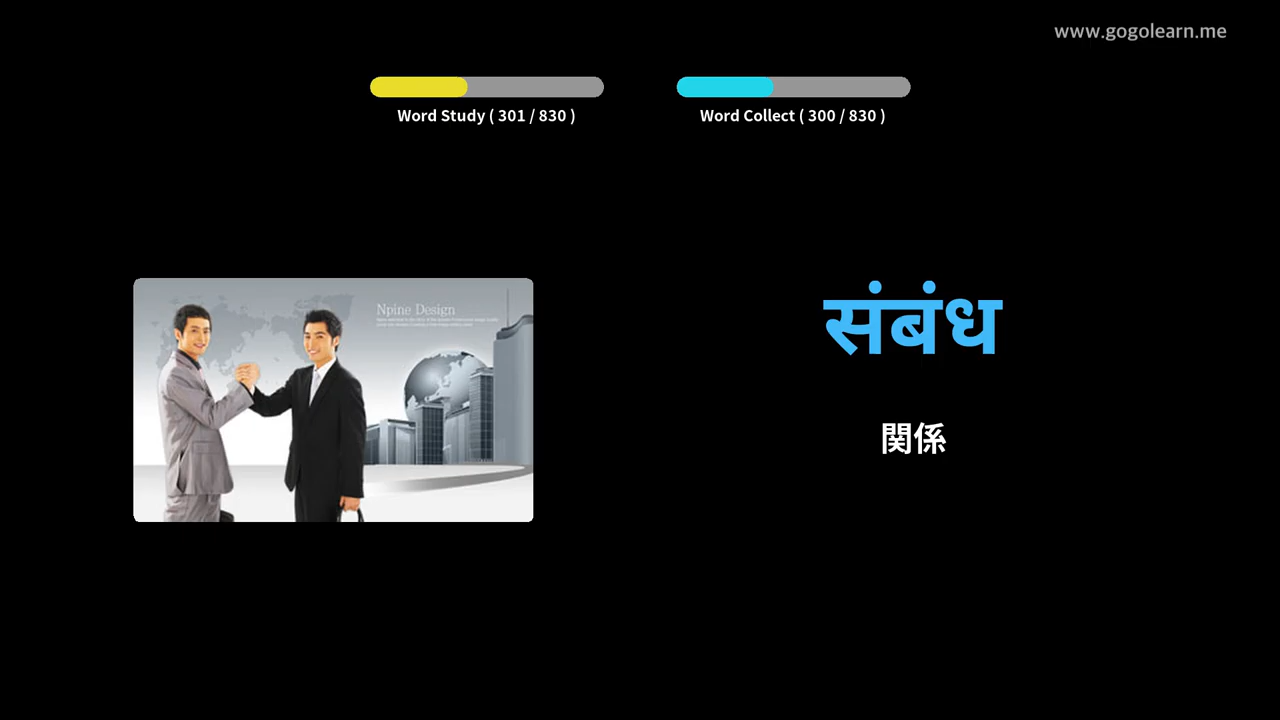 www.gogolearn.me
Word Study ( 301 / 830 )
Word Collect ( 300 / 830 )
Npine Design
संबंध
関係